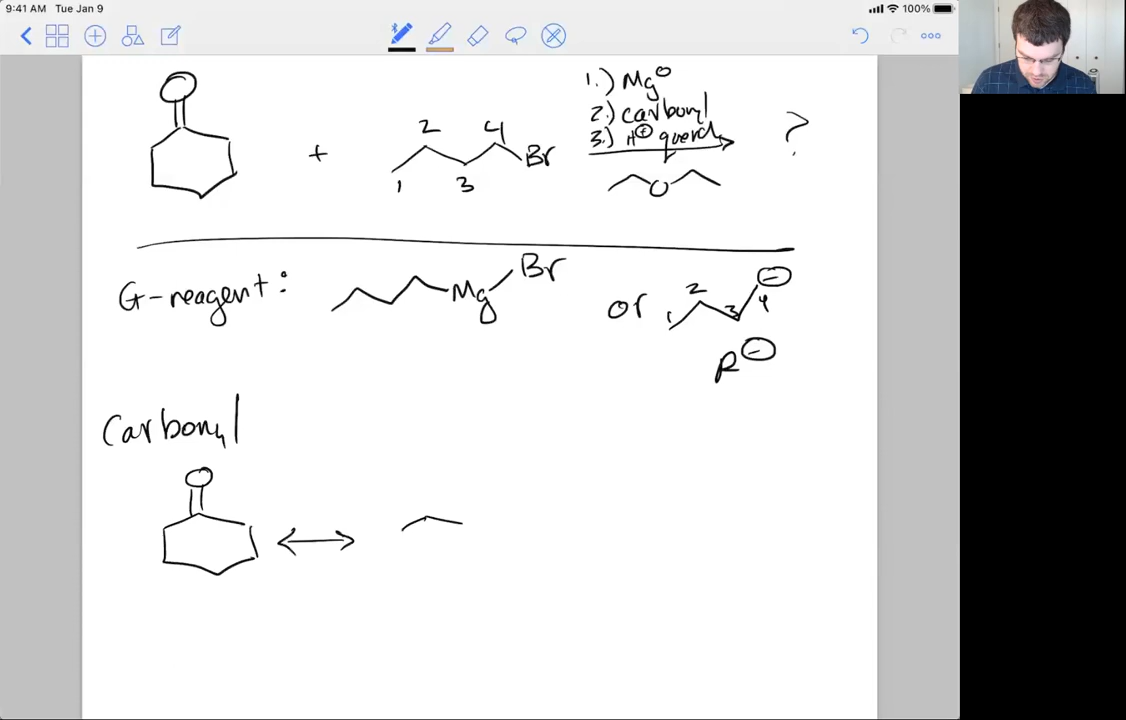 9:41 AM Tue Jan 9
100%
1.) Mg⁰
2.) carbonyl
3.) H⊕ quench
O
+
1 2 3 4 Br
O
?
G-reagent:
Mg Br
or
1 2 3 4 ⊖
R⊖
Carbonyl
O